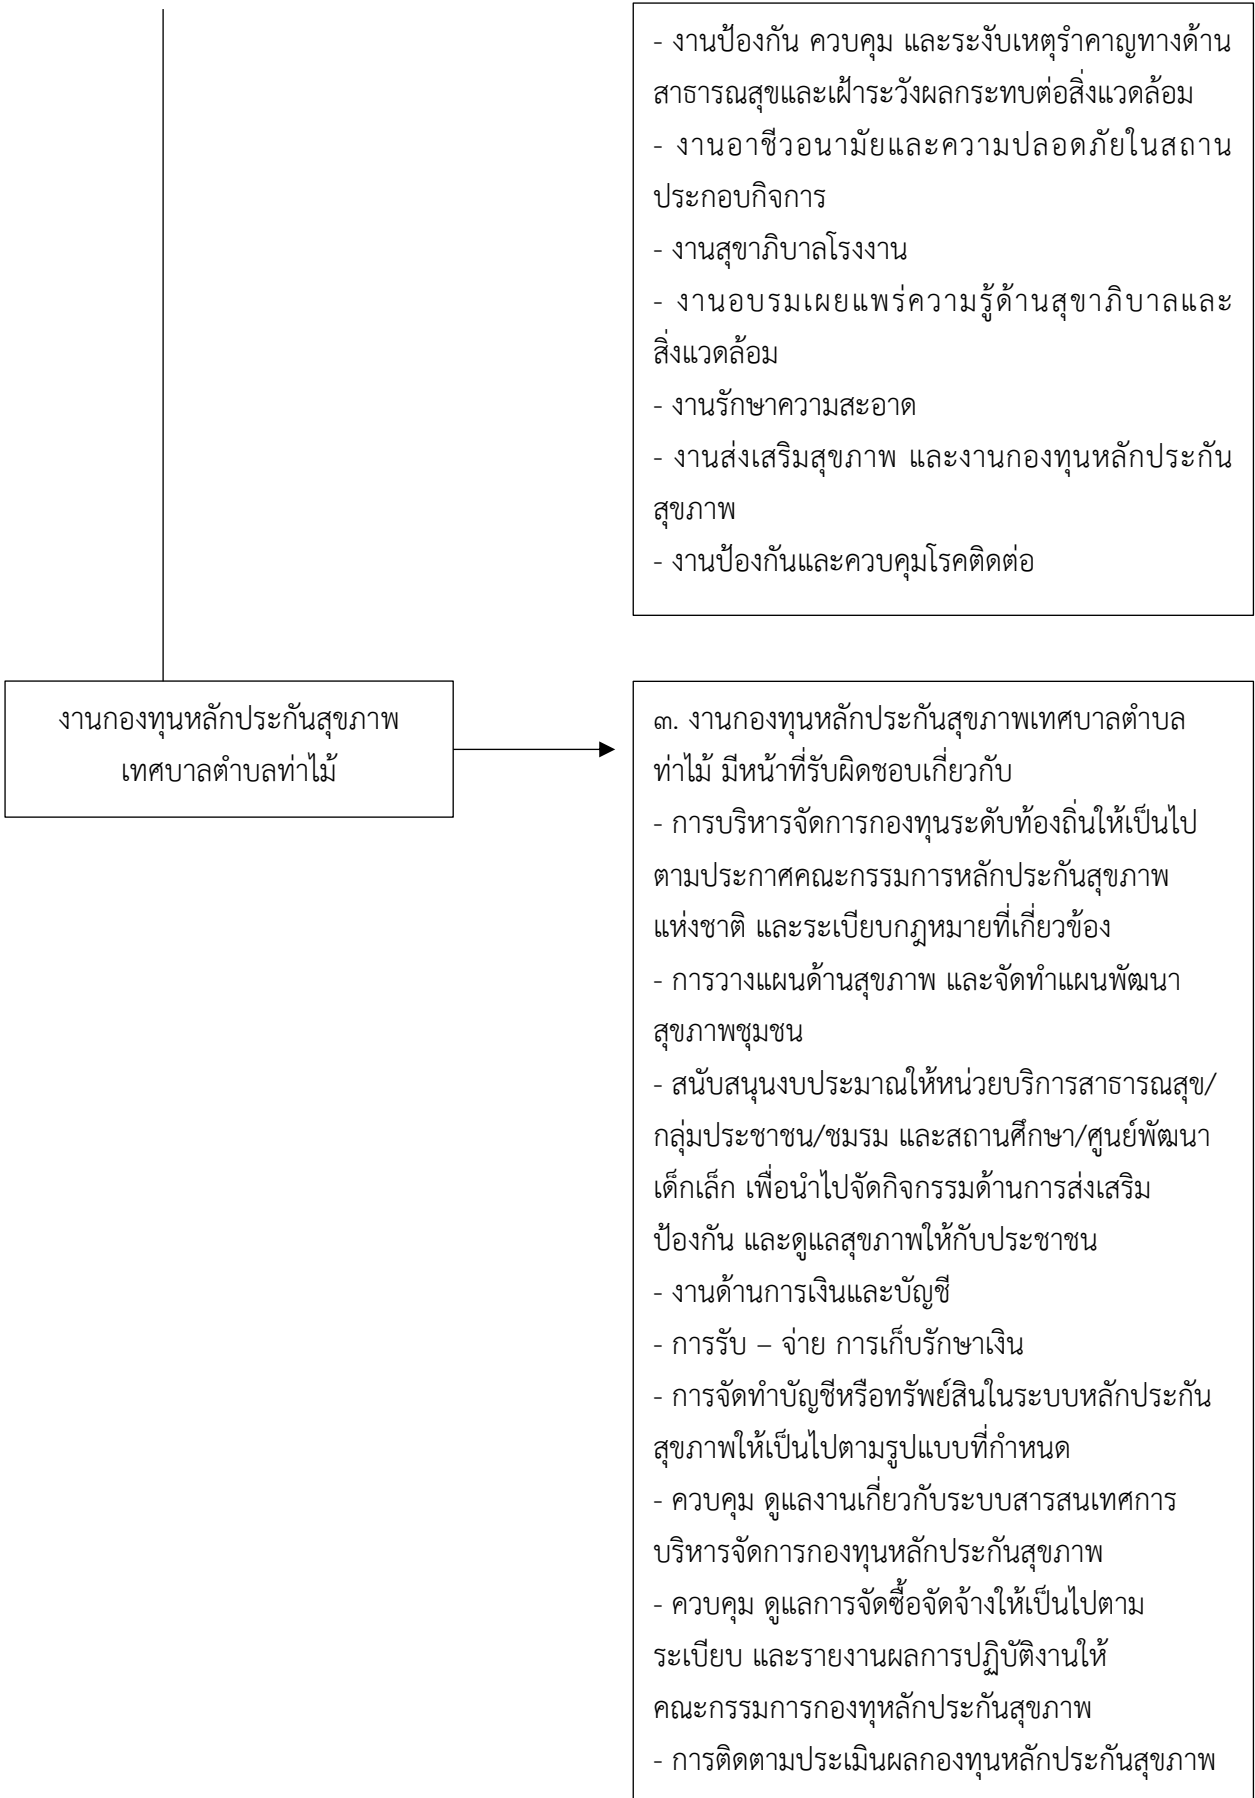 - งานป้องกัน ควบคุม และระงับเหตุรำคาญทางด้าน
สาธารณสุขและเฝ้าระวังผลกระทบต่อสิ่งแวดล้อม
- งานอาชีวอนามัยและความปลอดภัยในสถาน
ประกอบกิจการ
- งานสุขาภิบาลโรงงาน
- งานอบรมเผยแพร่ความรู้ด้านสุขาภิบาลและ
สิ่งแวดล้อม
- งานรักษาความสะอาด
- งานส่งเสริมสุขภาพ และงานกองทุนหลักประกัน
สุขภาพ
- งานป้องกันและควบคุมโรคติดต่อ
งานกองทุนหลักประกันสุขภาพ
เทศบาลตำบลท่าไม้
๓. งานกองทุนหลักประกันสุขภาพเทศบาลตำบล
ท่าไม้ มีหน้าที่รับผิดชอบเกี่ยวกับ
- การบริหารจัดการกองทุนระดับท้องถิ่นให้เป็นไป
ตามประกาศคณะกรรมการหลักประกันสุขภาพ
แห่งชาติ และระเบียบกฎหมายที่เกี่ยวข้อง
- การวางแผนด้านสุขภาพ และจัดทำแผนพัฒนา
สุขภาพชุมชน
- สนับสนุนงบประมาณให้หน่วยบริการสาธารณสุข/
กลุ่มประชาชน/ชมรม และสถานศึกษา/ศูนย์พัฒนา
เด็กเล็ก เพื่อนำไปจัดกิจกรรมด้านการส่งเสริม
ป้องกัน และดูแลสุขภาพให้กับประชาชน
- งานด้านการเงินและบัญชี
- การรับ – จ่าย การเก็บรักษาเงิน
- การจัดทำบัญชีหรือทรัพย์สินในระบบหลักประกัน
สุขภาพให้เป็นไปตามรูปแบบที่กำหนด
- ควบคุม ดูแลงานเกี่ยวกับระบบสารสนเทศการ
บริหารจัดการกองทุนหลักประกันสุขภาพ
- ควบคุม ดูแลการจัดซื้อจัดจ้างให้เป็นไปตาม
ระเบียบ และรายงานผลการปฏิบัติงานให้
คณะกรรมการกองทุหลักประกันสุขภาพ
- การติดตามประเมินผลกองทุนหลักประกันสุขภาพ